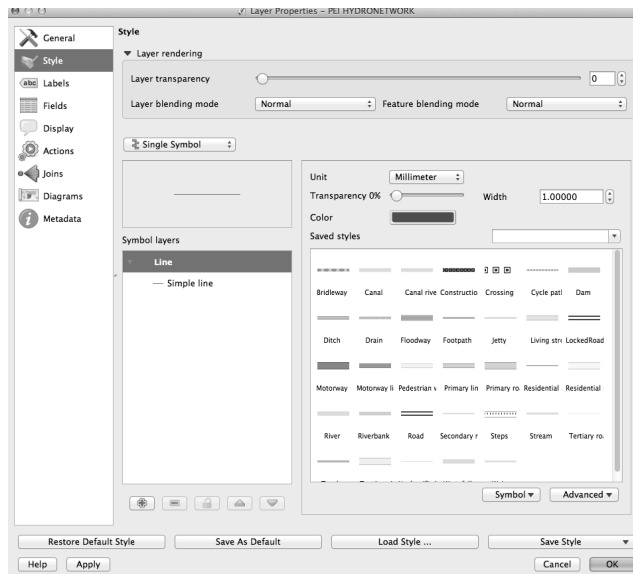 Layer Properties – PEI HYDRONETWORK
General
Style
Labels
Fields
Display
Actions
Joins
Diagrams
Metadata
Style
Layer rendering
Layer transparency
0
Layer blending mode
Normal
Feature blending mode
Normal
Single Symbol
Symbol layers
Line
Simple line
Unit
Millimeter
Transparency 0%
Width
1.00000
Color
Saved styles
Bridleway Canal Canal rive Constructio Crossing Cycle patl Dam
Ditch Drain Floodway Footpath Jetty Living stre LockedRoad
Motorway Motorway li Pedestrian v Primary lin Primary ro Residential Residential
River Riverbank Road Secondary r Steps Stream Tertiary ro
Symbol
Advanced
Restore Default Style
Save As Default
Load Style ...
Save Style
Help
Apply
Cancel
OK